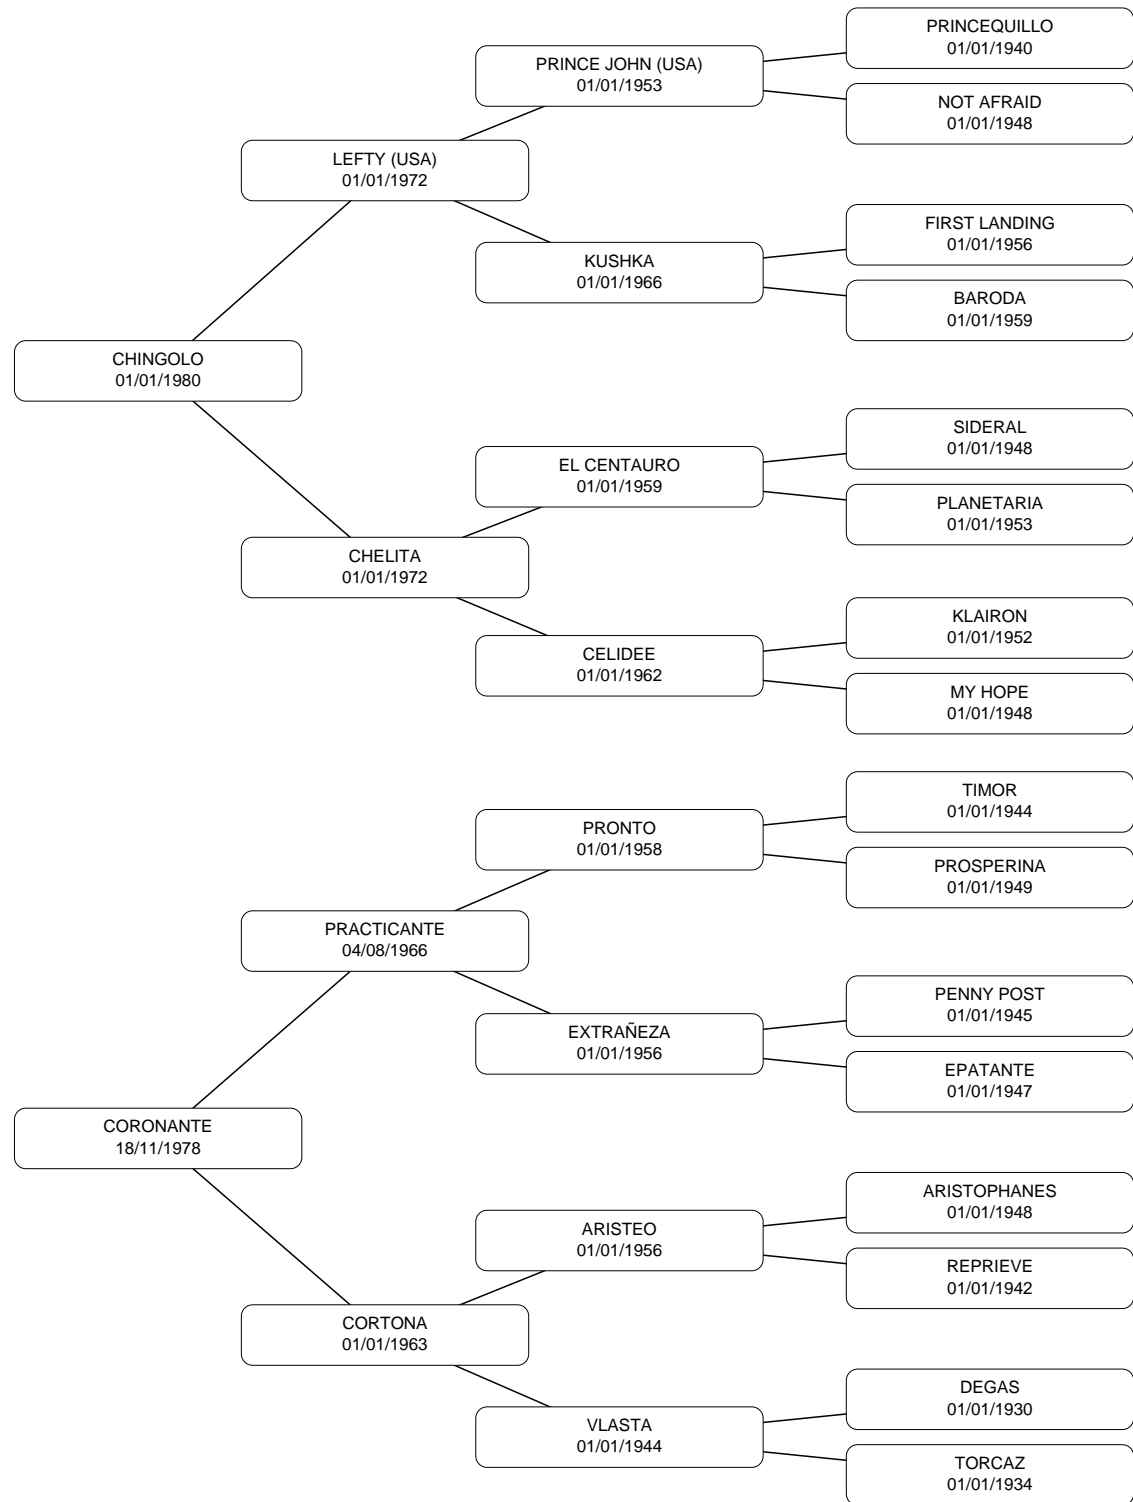 PRINCEQUILLO
01/01/1940
PRINCE JOHN (USA)
01/01/1953
NOT AFRAID
01/01/1948
LEFTY (USA)
01/01/1972
FIRST LANDING
01/01/1956
KUSHKA
01/01/1966
BARODA
01/01/1959
CHINGOLO
01/01/1980
SIDERAL
01/01/1948
EL CENTAURO
01/01/1959
PLANETARIA
01/01/1953
CHELITA
01/01/1972
KLAIRON
01/01/1952
CELIDEE
01/01/1962
MY HOPE
01/01/1948
TIMOR
01/01/1944
PRONTO
01/01/1958
PROSPERINA
01/01/1949
PRACTICANTE
04/08/1966
PENNY POST
01/01/1945
EXTRAÑEZA
01/01/1956
EPATANTE
01/01/1947
CORONANTE
18/11/1978
ARISTOPHANES
01/01/1948
ARISTEO
01/01/1956
REPRIEVE
01/01/1942
CORTONA
01/01/1963
DEGAS
01/01/1930
VLASTA
01/01/1944
TORCAZ
01/01/1934